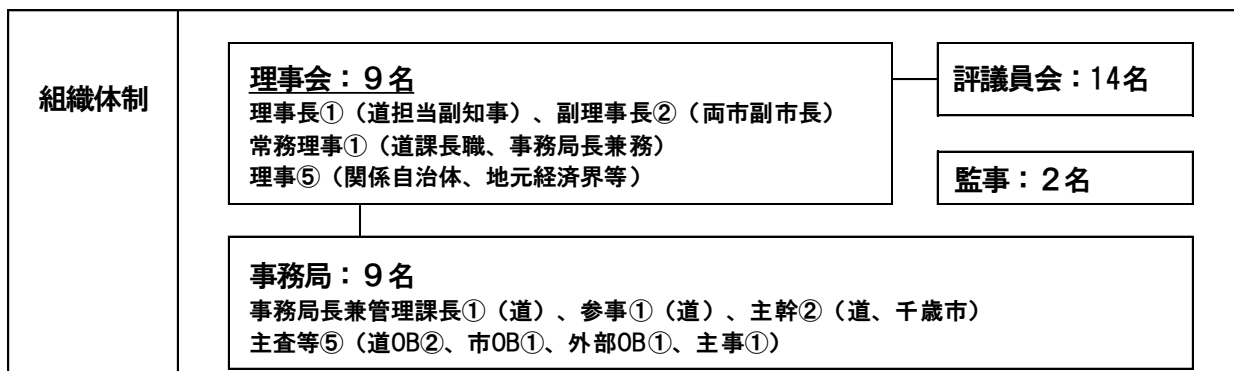 組織体制
理事会：９名
理事長①（道担当副知事）、副理事長②（両市副市長）
常務理事①（道課長職、事務局長兼務）
理事⑤（関係自治体、地元経済界等）
評議員会：14名
監事：２名
事務局：９名
事務局長兼管理課長①（道）、参事①（道）、主幹②（道、千歳市）
主査等⑤（道OB②、市OB①、外部OB①、主事①）